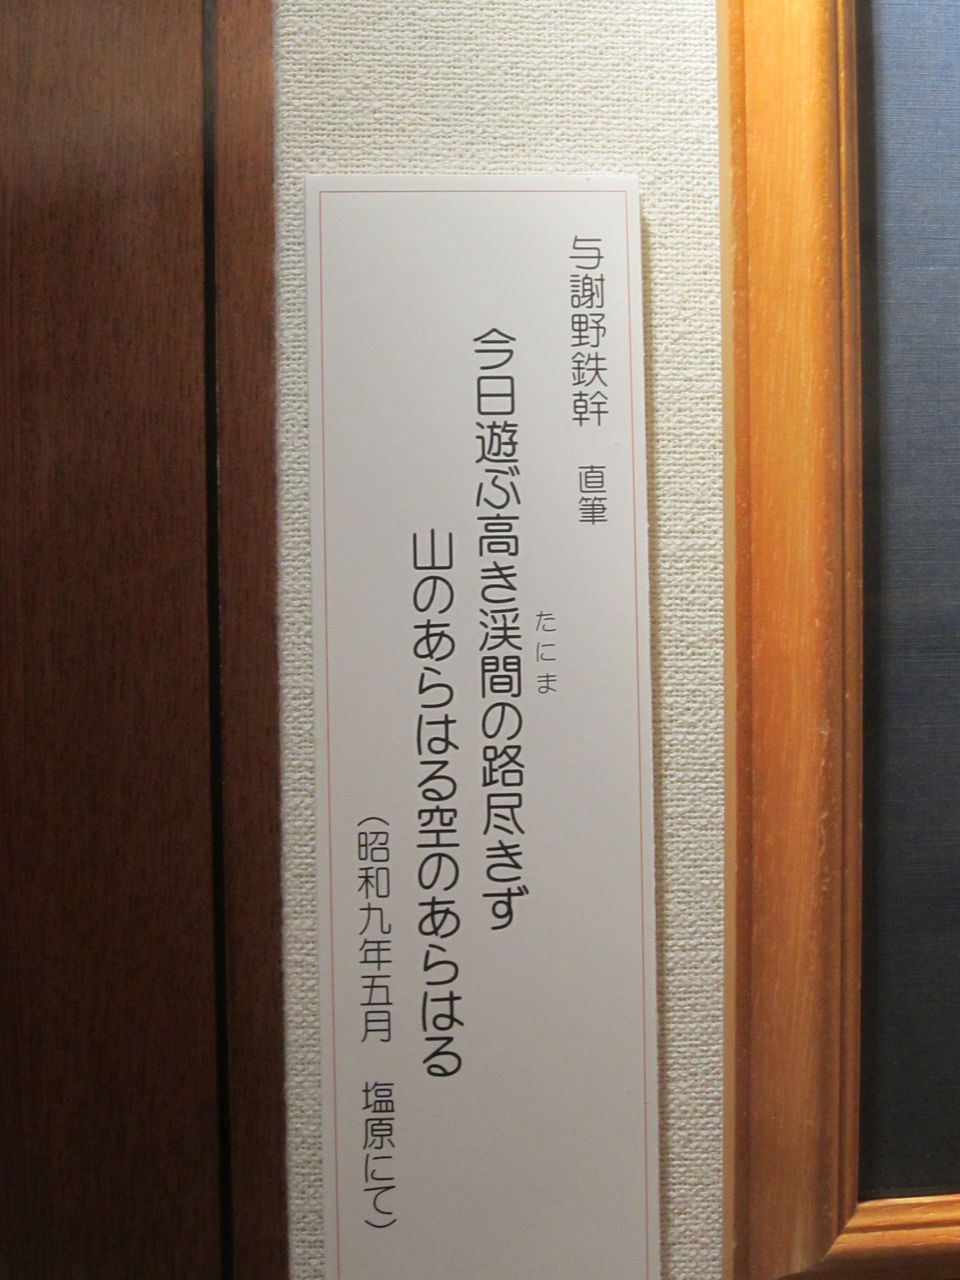 与謝野鉄幹　直筆
今日遊ぶ高き渓間の路尽きず
たにま
山のあらはる空のあらはる
（昭和九年五月　塩原にて）